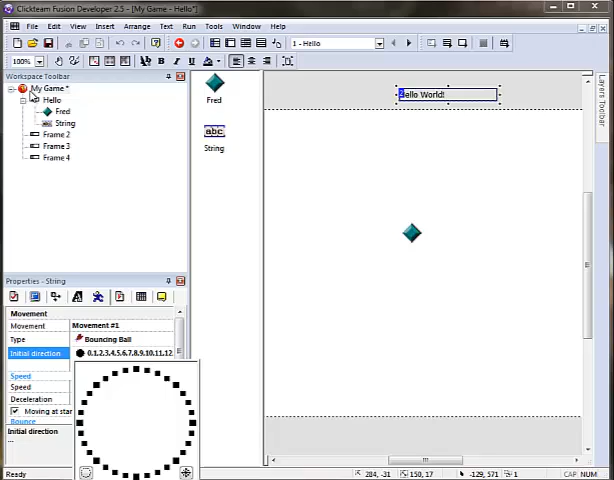 Clickteam Fusion Developer 2.5 - [My Game - Hello*]
File Edit View Insert Arrange Text Run Tools Window Help
1 - Hello
100% B I U A
Workspace Toolbar
My Game *
Hello
Fred
String
Frame 2
Frame 3
Frame 4
Fred
abc
String
Hello World!
Layers Toolbar
Properties - String
Movement
Movement Movement #1
Type Bouncing Ball
Initial direction 0.1,2,3,4,5,6,7,8,9,10,11,12
Speed
Speed
Deceleration
Moving at star
Bounce
Initial direction
...
Ready
284, -31 150, 17 -129, 571 1 CAP NUM